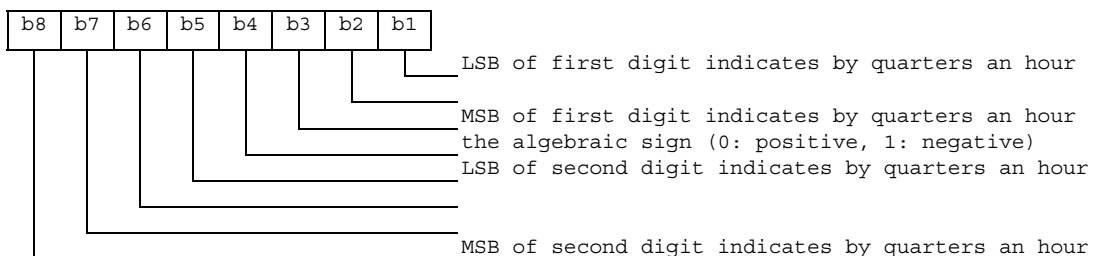 b8 b7 b6 b5 b4 b3 b2 b1
LSB of first digit indicates by quarters an hour
MSB of first digit indicates by quarters an hour
the algebraic sign (0: positive, 1: negative)
LSB of second digit indicates by quarters an hour
MSB of second digit indicates by quarters an hour